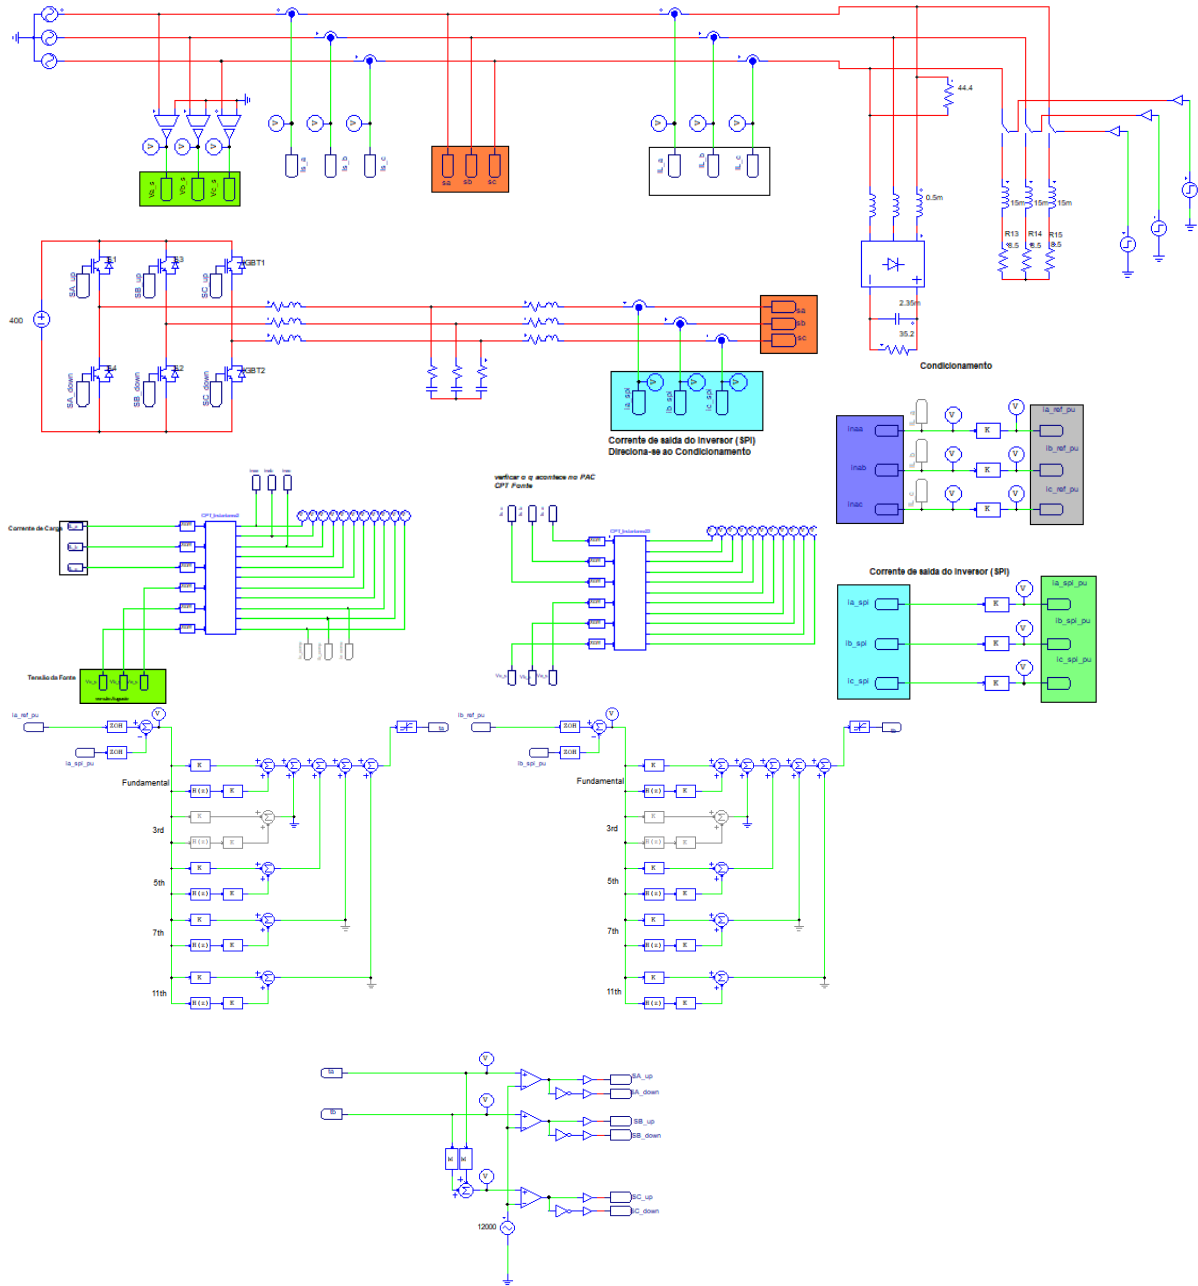 44.4
Va_s
Vb_s
Vc_s
Is_a
Is_b
Is_c
sa
sb
sc
IL_a
IL_b
IL_c
0.5m
15m
15m
15m
R13
R14
R15
8.5
8.5
8.5
S1
S3
IGBT1
SA_up
SB_up
SC_up
400
S4
S2
IGBT2
SA_down
SB_down
SC_down
sa
sb
sc
2.35m
35.2
Ia_spi
Ib_spi
Ic_spi
Corrente de saída do Inversor (SPI)
Direciona-se ao Condicionamento
Condicionamento
Inaa
Inab
Inac
K
K
K
Ia_ref_pu
Ib_ref_pu
Ic_ref_pu
verficar o q acontece no PAC
CPT Fonte
Corrente de Carga
Tensão da Fonte
Corrente de saída do Inversor (SPI)
Ia_spi
Ib_spi
Ic_spi
K
K
K
Ia_spi_pu
Ib_spi_pu
Ic_spi_pu
Ia_ref_pu
ZOH
Ia_spi_pu
ZOH
ta
Fundamental
K
H(z)
K
3rd
K
H(z)
K
5th
K
H(z)
K
7th
K
H(z)
K
11th
K
H(z)
K
Ib_ref_pu
ZOH
Ib_spi_pu
ZOH
tb
Fundamental
K
H(z)
K
3rd
K
H(z)
K
5th
K
H(z)
K
7th
K
H(z)
K
11th
K
H(z)
K
ta
SA_up
SA_down
tb
SB_up
SB_down
K
K
SC_up
SC_down
12000